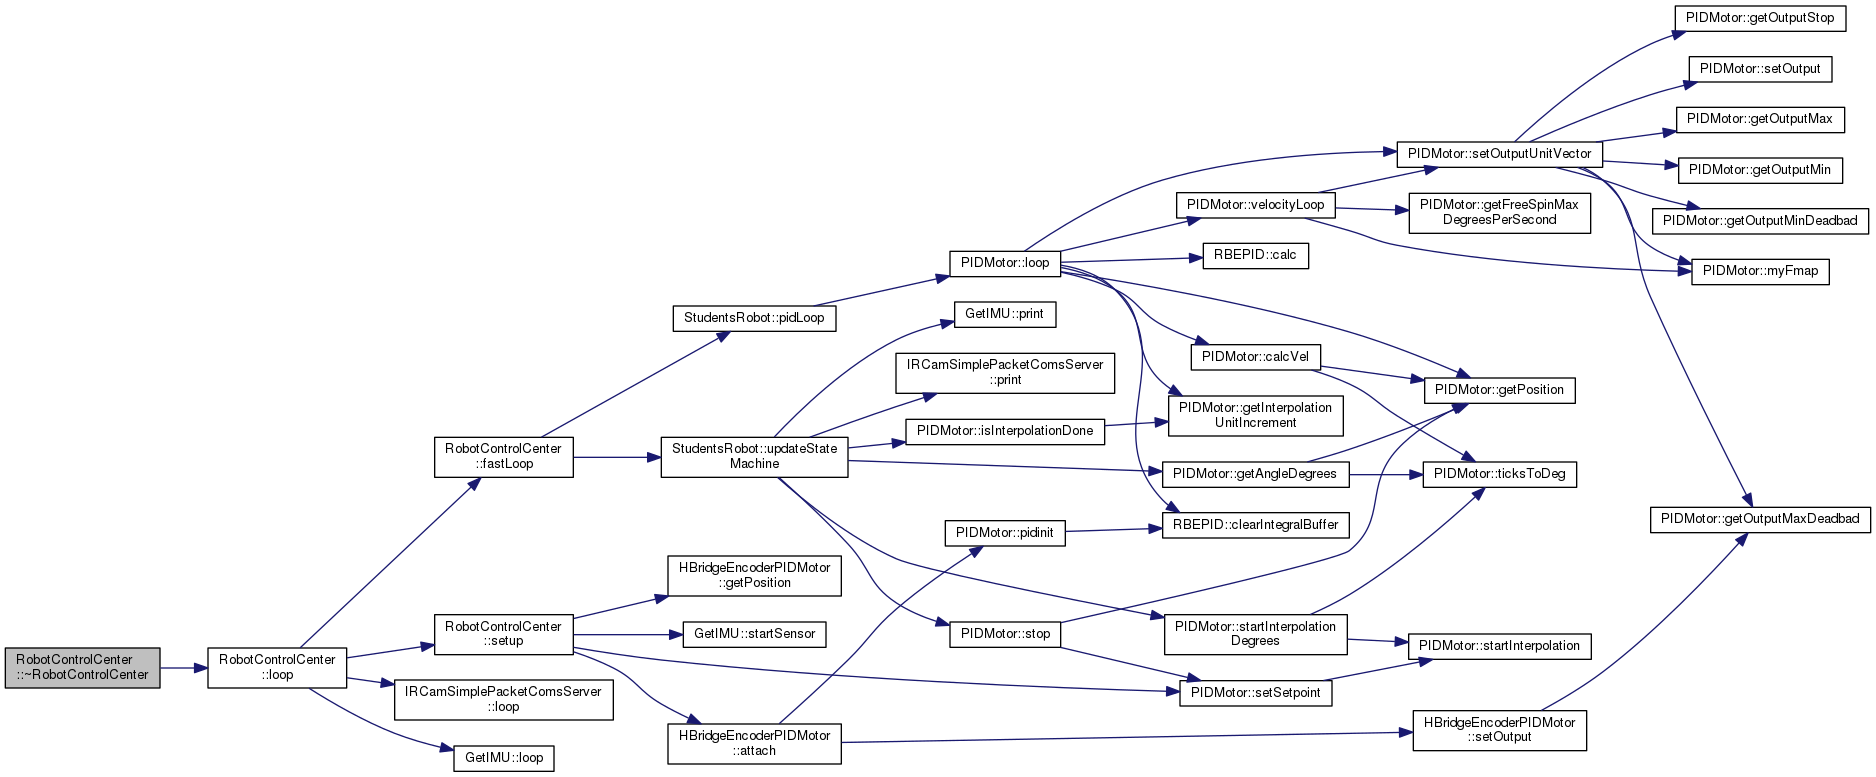 RobotControlCenter
::~RobotControlCenter
RobotControlCenter
::loop
RobotControlCenter
::fastLoop
RobotControlCenter
::setup
IRCamSimplePacketComsServer
::loop
GetIMU::loop
StudentsRobot::pidLoop
StudentsRobot::updateState
Machine
HBridgeEncoderPIDMotor
::getPosition
GetIMU::startSensor
HBridgeEncoderPIDMotor
::attach
PIDMotor::loop
GetIMU::print
IRCamSimplePacketComsServer
::print
PIDMotor::isInterpolationDone
PIDMotor::pidinit
PIDMotor::stop
PIDMotor::velocityLoop
RBEPID::calc
PIDMotor::calcVel
PIDMotor::getInterpolation
UnitIncrement
PIDMotor::getAngleDegrees
RBEPID::clearIntegralBuffer
PIDMotor::startInterpolation
Degrees
PIDMotor::setSetpoint
PIDMotor::setOutputUnitVector
PIDMotor::getFreeSpinMax
DegreesPerSecond
PIDMotor::getPosition
PIDMotor::ticksToDeg
PIDMotor::startInterpolation
HBridgeEncoderPIDMotor
::setOutput
PIDMotor::getOutputStop
PIDMotor::setOutput
PIDMotor::getOutputMax
PIDMotor::getOutputMin
PIDMotor::getOutputMinDeadbad
PIDMotor::myFmap
PIDMotor::getOutputMaxDeadbad